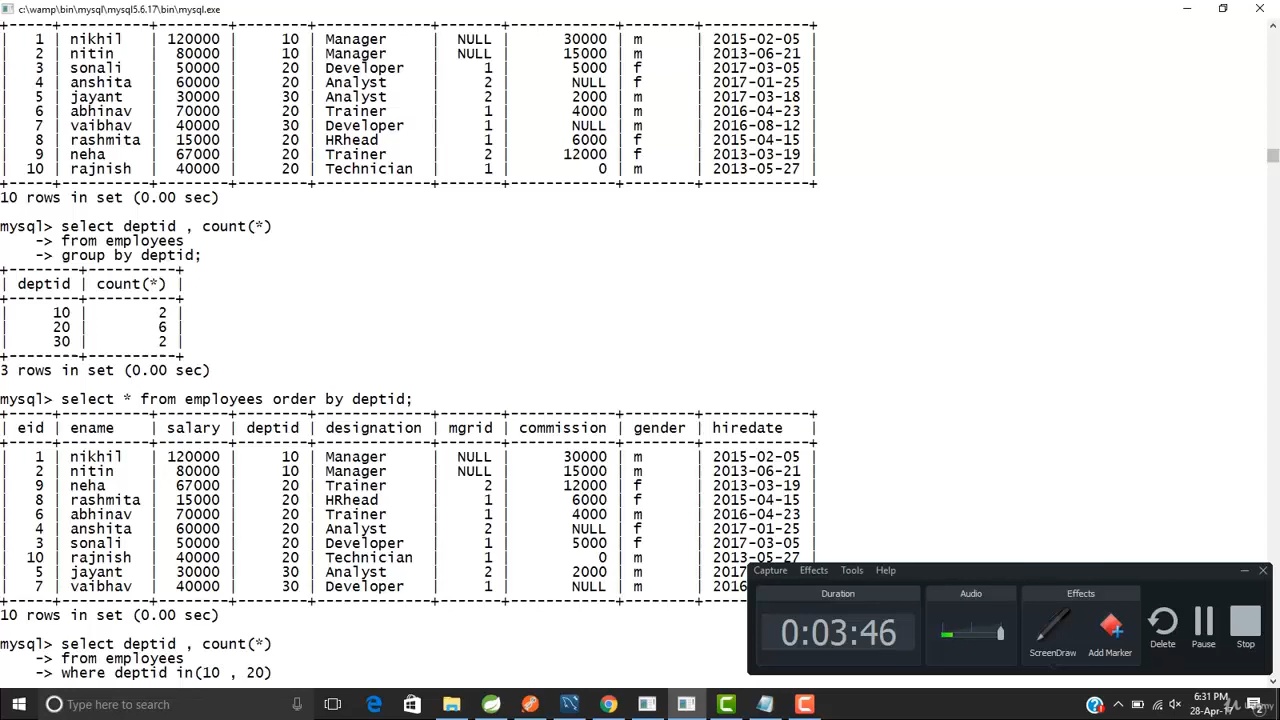 c:\wamp\bin\mysql\mysql5.6.17\bin\mysql.exe
+--------+----------+--------+--------+-------------+-------+------------+--------+------------+
| 1 | nikhil | 120000 | 10 | Manager | NULL | 30000 | m | 2015-02-05 |
| 2 | nitin | 80000 | 10 | Manager | NULL | 15000 | m | 2013-06-21 |
| 3 | sonali | 50000 | 20 | Developer | 1 | 5000 | f | 2017-03-05 |
| 4 | anshita | 60000 | 20 | Analyst | 2 | NULL | f | 2017-01-25 |
| 5 | jayant | 30000 | 30 | Analyst | 2 | 2000 | m | 2017-03-18 |
| 6 | abhinav | 70000 | 20 | Trainer | 1 | 4000 | m | 2016-04-23 |
| 7 | vaibhav | 40000 | 30 | Developer | 1 | NULL | m | 2016-08-12 |
| 8 | rashmita | 15000 | 20 | HRhead | 1 | 6000 | f | 2015-04-15 |
| 9 | neha | 67000 | 20 | Trainer | 2 | 12000 | f | 2013-03-19 |
| 10 | rajnish | 40000 | 20 | Technician | 1 | 0 | m | 2013-05-27 |
10 rows in set (0.00 sec)
mysql> select deptid , count(*)
-> from employees
-> group by deptid;
| deptid | count(*) |
| 10 | 2 |
| 20 | 6 |
| 30 | 2 |
3 rows in set (0.00 sec)
mysql> select * from employees order by deptid;
| eid | ename | salary | deptid | designation | mgrid | commission | gender | hiredate |
| 1 | nikhil | 120000 | 10 | Manager | NULL | 30000 | m | 2015-02-05 |
| 2 | nitin | 80000 | 10 | Manager | NULL | 15000 | m | 2013-06-21 |
| 9 | neha | 67000 | 20 | Trainer | 2 | 12000 | f | 2013-03-19 |
| 8 | rashmita | 15000 | 20 | HRhead | 1 | 6000 | f | 2015-04-15 |
| 6 | abhinav | 70000 | 20 | Trainer | 1 | 4000 | m | 2016-04-23 |
| 4 | anshita | 60000 | 20 | Analyst | 2 | NULL | f | 2017-01-25 |
| 3 | sonali | 50000 | 20 | Developer | 1 | 5000 | f | 2017-03-05 |
| 10 | rajnish | 40000 | 20 | Technician | 1 | 0 | m | 2013-05-27 |
| 5 | jayant | 30000 | 30 | Analyst | 2 | 2000 | m | 2017
| 7 | vaibhav | 40000 | 30 | Developer | 1 | NULL | m | 2016
10 rows in set (0.00 sec)
mysql> select deptid , count(*)
-> from employees
-> where deptid in(10 , 20)
Capture Effects Tools Help
Duration Audio Effects
0:03:46
ScreenDraw Add Marker Delete Pause Stop
Type here to search
6:31 PM
28-Apr-17